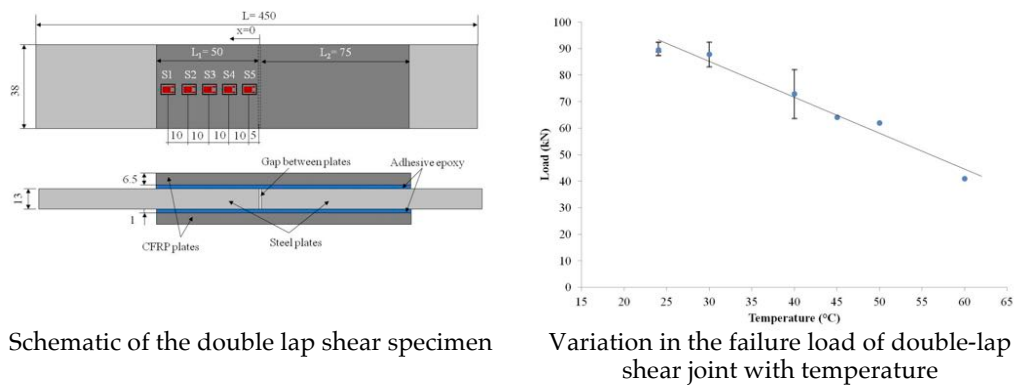 L= 450
x=0
L₁= 50
L₂= 75
S1 S2 S3 S4 S5
38
10 10 10 10 5
Gap between plates
Adhesive epoxy
6.5
13
1
CFRP plates
Steel plates
Schematic of the double lap shear specimen
100
90
80
70
60
50
40
30
20
10
0
Load (kN)
15 20 25 30 35 40 45 50 55 60 65
Temperature (°C)
Variation in the failure load of double-lap
shear joint with temperature